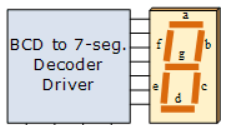 BCD to 7-seg.
Decoder
Driver
a
f b
g
e c
d